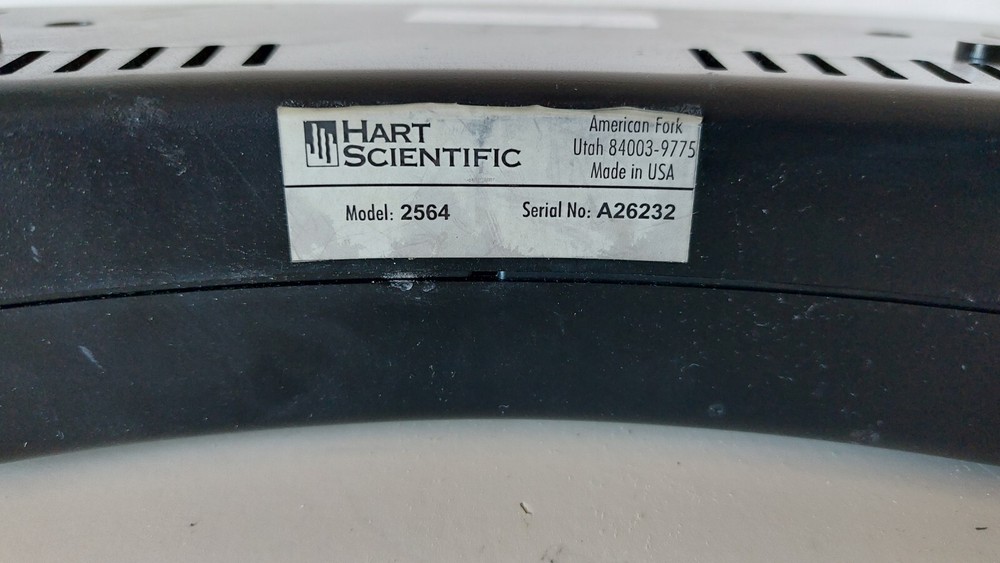 HART
SCIENTIFIC
American Fork
Utah 84003-9775
Made in USA
Model: 2564
Serial No: A26232